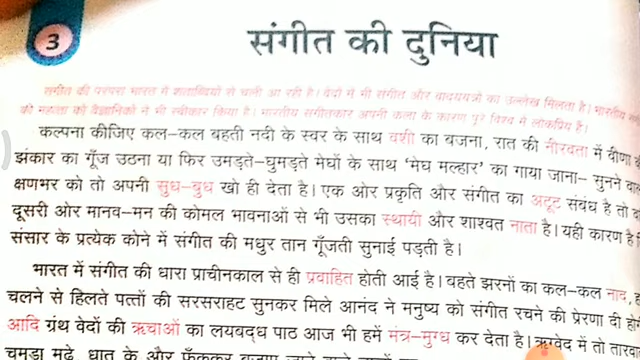 3
संगीत की दुनिया
संगीत की परंपरा भारत में शताब्दियों से चली आ रही है। वेदों में भी संगीत और वाद्ययंत्रों का उल्लेख मिलता है। भारतीय
की महत्ता को वैज्ञानिकों ने भी स्वीकार किया है। भारतीय संगीतकार अपनी कला के कारण पूरे विश्व में लोकप्रिय हैं।
कल्पना कीजिए कल-कल बहती नदी के स्वर के साथ वंशी का बजना, रात की नीरवता में वीणा
झंकार का गूँज उठना या फिर उमड़ते-घुमड़ते मेघों के साथ 'मेघ मल्हार' का गाया जाना- सुनने
क्षणभर को तो अपनी सुध-बुध खो ही देता है। एक ओर प्रकृति और संगीत का अटूट संबंध है तो
दूसरी ओर मानव-मन की कोमल भावनाओं से भी उसका स्थायी और शाश्वत नाता है। यही कारण है
संसार के प्रत्येक कोने में संगीत की मधुर तान गूँजती सुनाई पड़ती है।
भारत में संगीत की धारा प्राचीनकाल से ही प्रवाहित होती आई है। बहते झरनों का कल-कल नाद,
चलने से हिलते पत्तों की सरसराहट सुनकर मिले आनंद ने मनुष्य को संगीत रचने की प्रेरणा दी
आदि ग्रंथ वेदों की ऋचाओं का लयबद्ध पाठ आज भी हमें मंत्र-मुग्ध कर देता है। ऋग्वेद में तो
चमड़ा मढ़े, धातु के और फूँककर बजाए जाने वाले